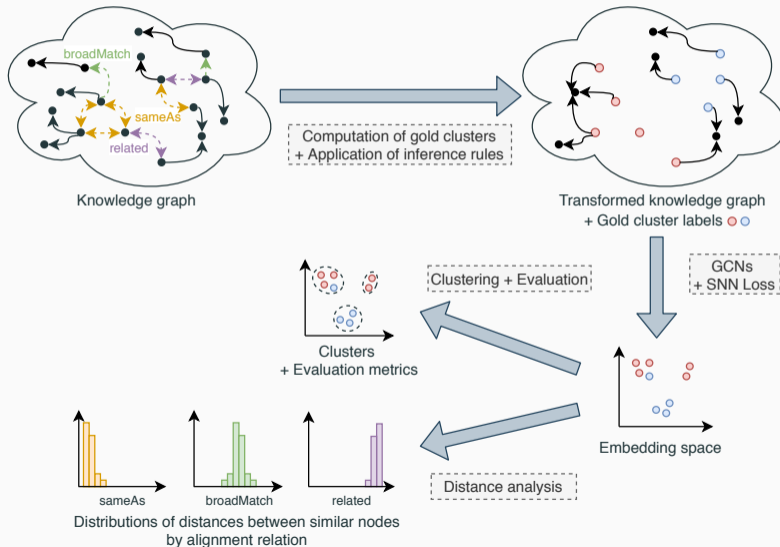 broadMatch
sameAs
related
Knowledge graph
Computation of gold clusters
+ Application of inference rules
Transformed knowledge graph
+ Gold cluster labels
GCNs
+ SNN Loss
Clustering + Evaluation
Clusters
+ Evaluation metrics
Embedding space
Distance analysis
sameAs
broadMatch
related
Distributions of distances between similar nodes
by alignment relation